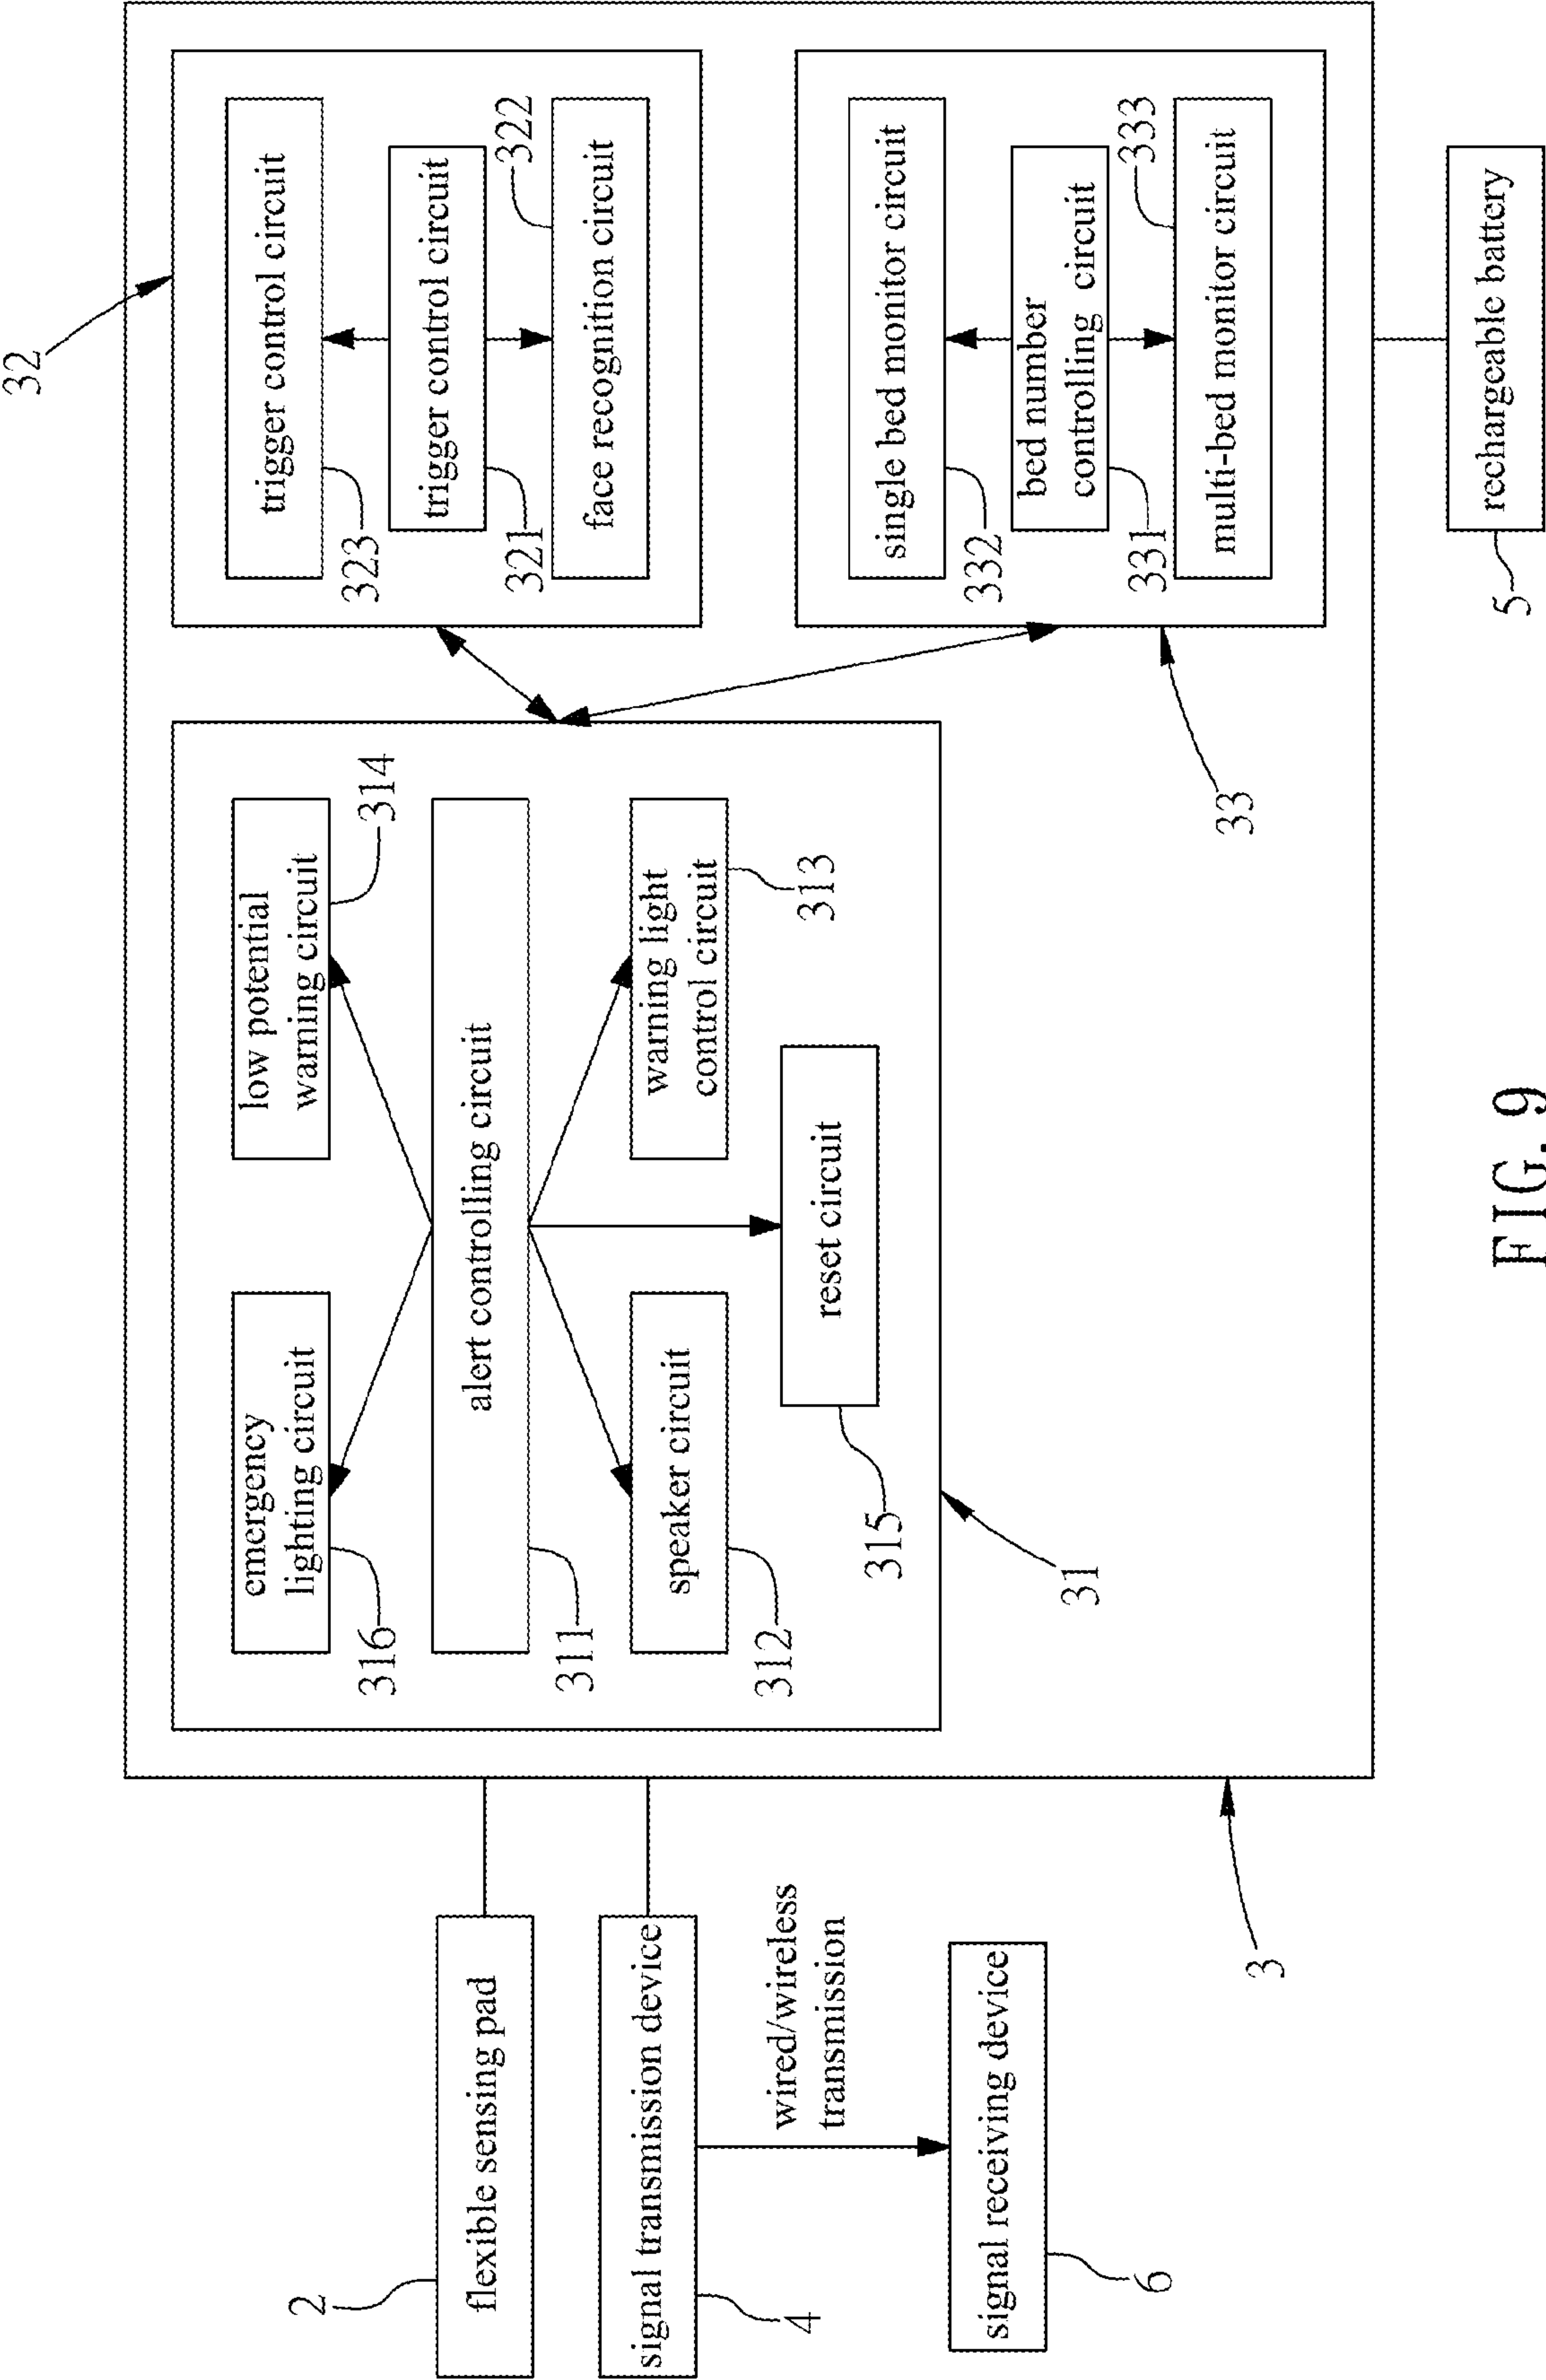 2
flexible sensing pad
signal transmission device
4
wired/wireless
transmission
signal receiving device
6
3
emergency
lighting circuit
316
low potential
warning circuit
314
alert controlling circuit
311
speaker circuit
312
warning light
control circuit
313
reset circuit
315
31
32
trigger control circuit
323
trigger control circuit
321
322
face recognition circuit
single bed monitor circuit
332
bed number
controlling circuit
331
333
multi-bed monitor circuit
33
rechargeable battery
5
FIG. 9